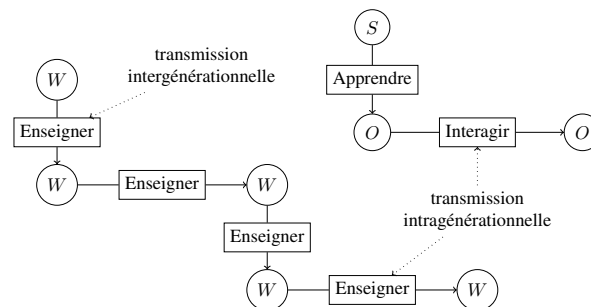 S
transmission
intergénérationnelle
W
Apprendre
Enseigner
O
Interagir
O
W
Enseigner
W
transmission
intragénérationnelle
Enseigner
W
Enseigner
W